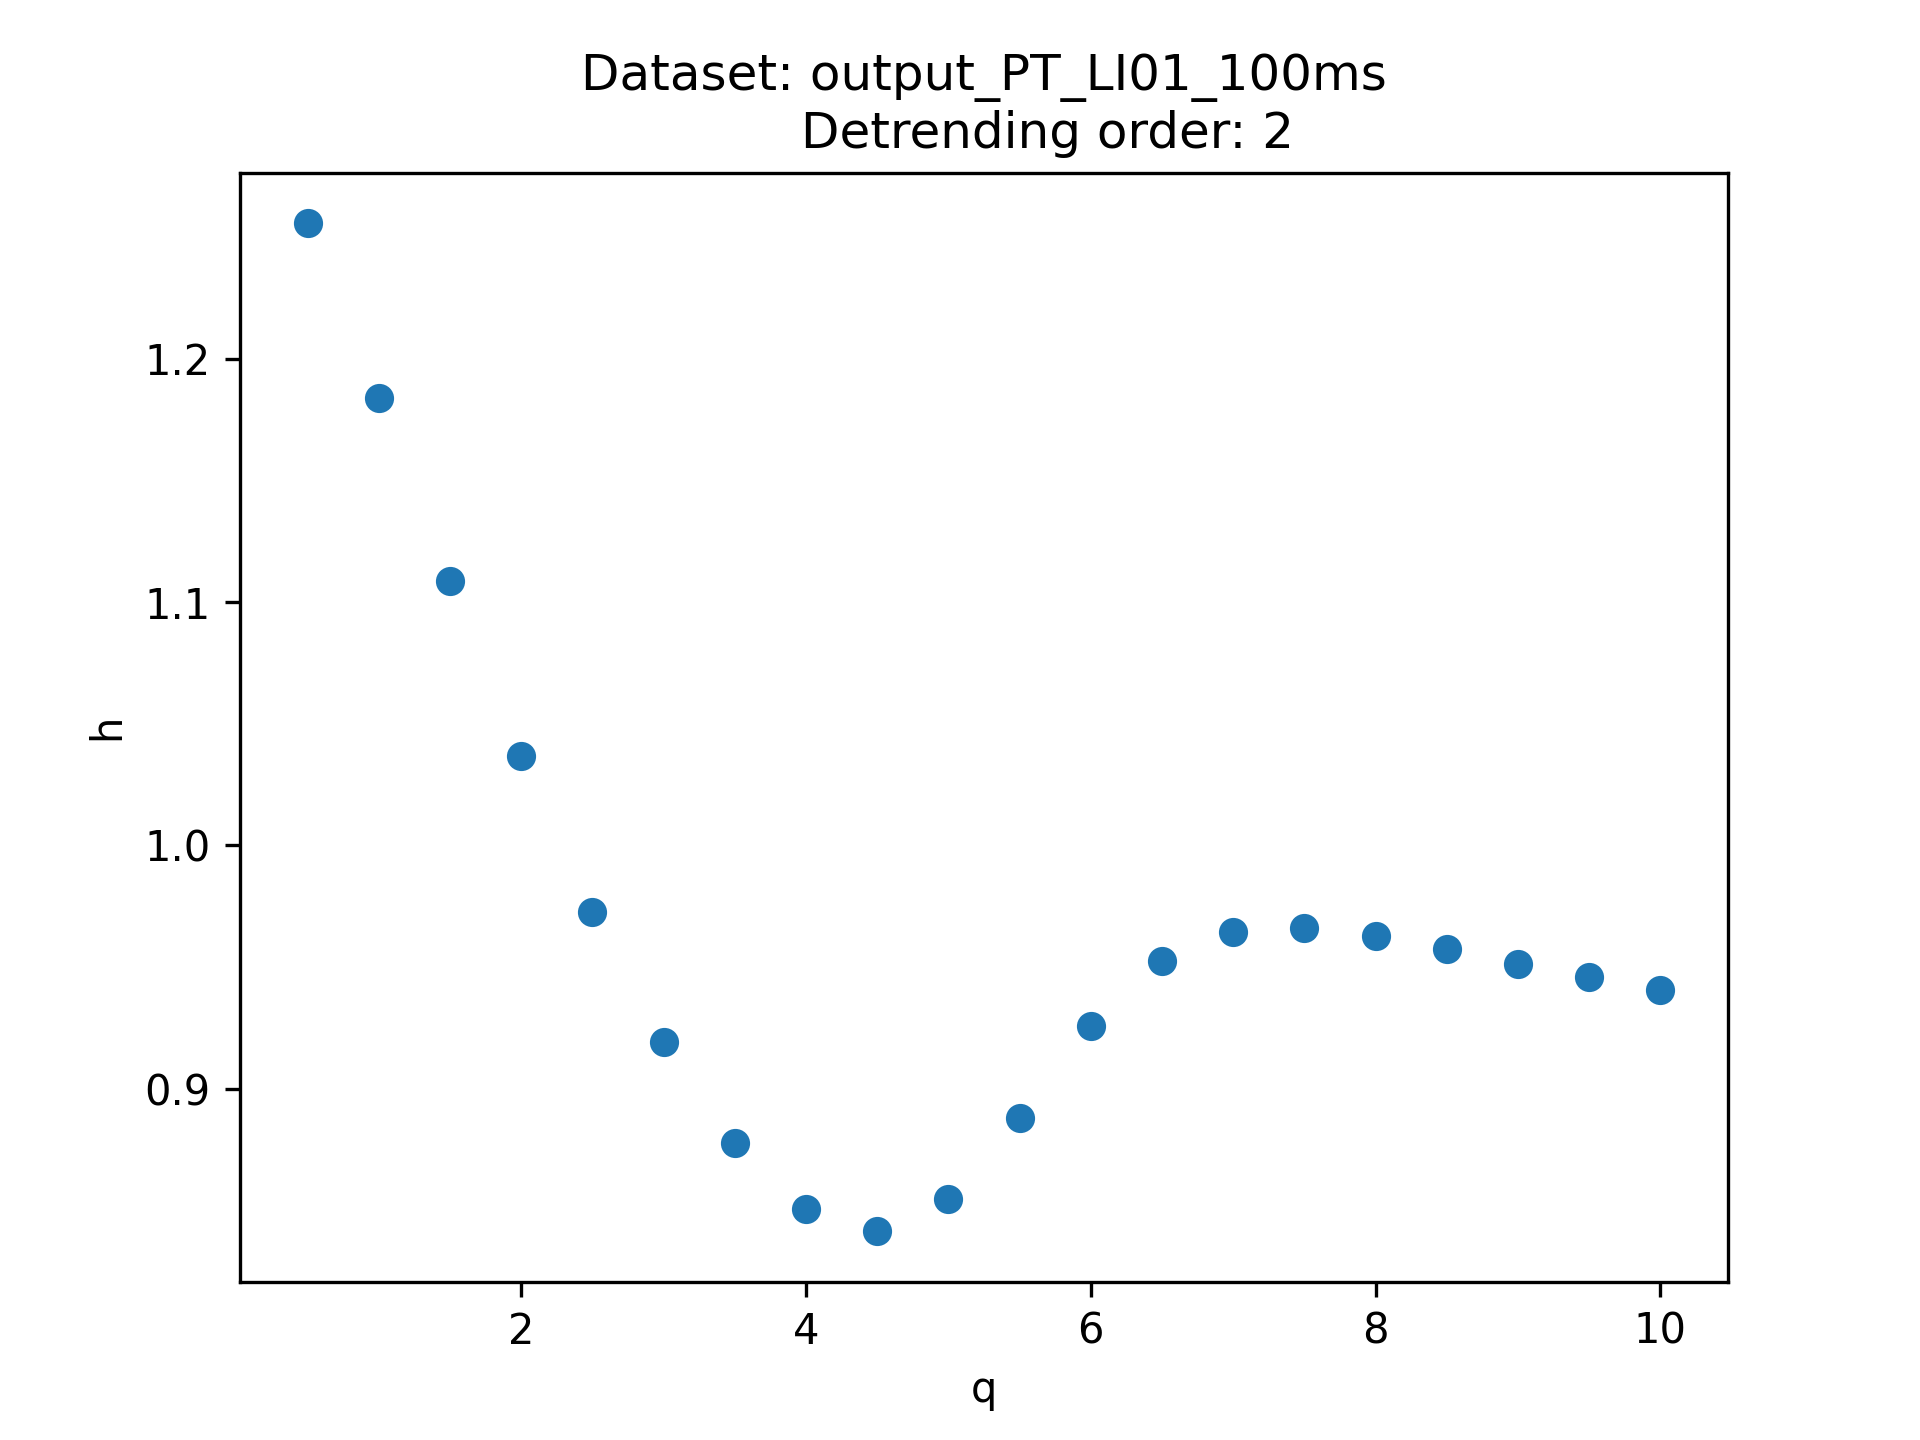 Dataset: output_PT_LI01_100ms
Detrending order: 2
1.2
1.1
1.0
0.9
h
2 4 6 8 10
q